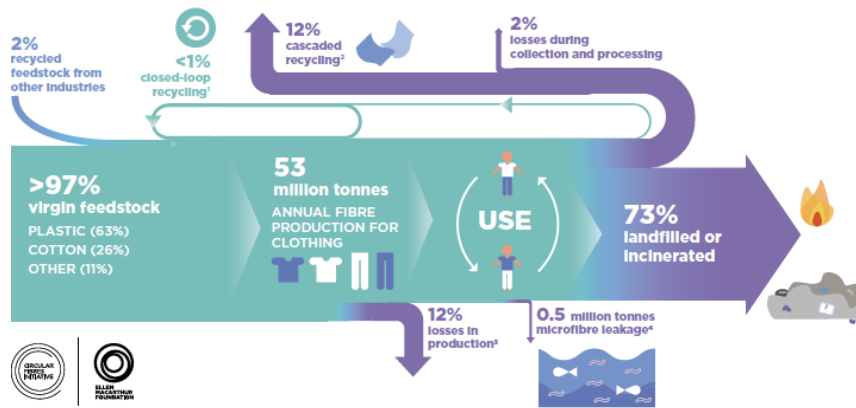 2%
recycled
feedstock from
other industries
<1%
closed-loop
recycling¹
12%
cascaded
recycling²
2%
losses during
collection and processing
>97%
virgin feedstock
PLASTIC (63%)
COTTON (26%)
OTHER (11%)
53
million tonnes
ANNUAL FIBRE
PRODUCTION FOR
CLOTHING
USE
73%
landfilled or
incinerated
12%
losses in
production³
0.5 million tonnes
microfibre leakage⁴
CIRCULAR
FIBRES
INITIATIVE
ELLEN
MACARTHUR
FOUNDATION